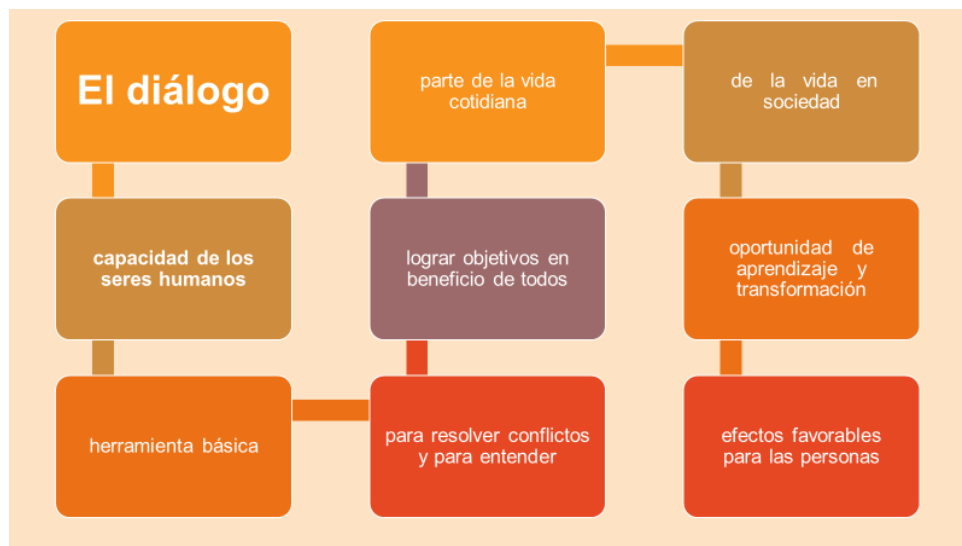 El diálogo
capacidad de los
seres humanos
herramienta básica
para resolver conflictos
y para entender
lograr objetivos en
beneficio de todos
parte de la vida
cotidiana
de la vida en
sociedad
oportunidad de
aprendizaje y
transformación
efectos favorables
para las personas